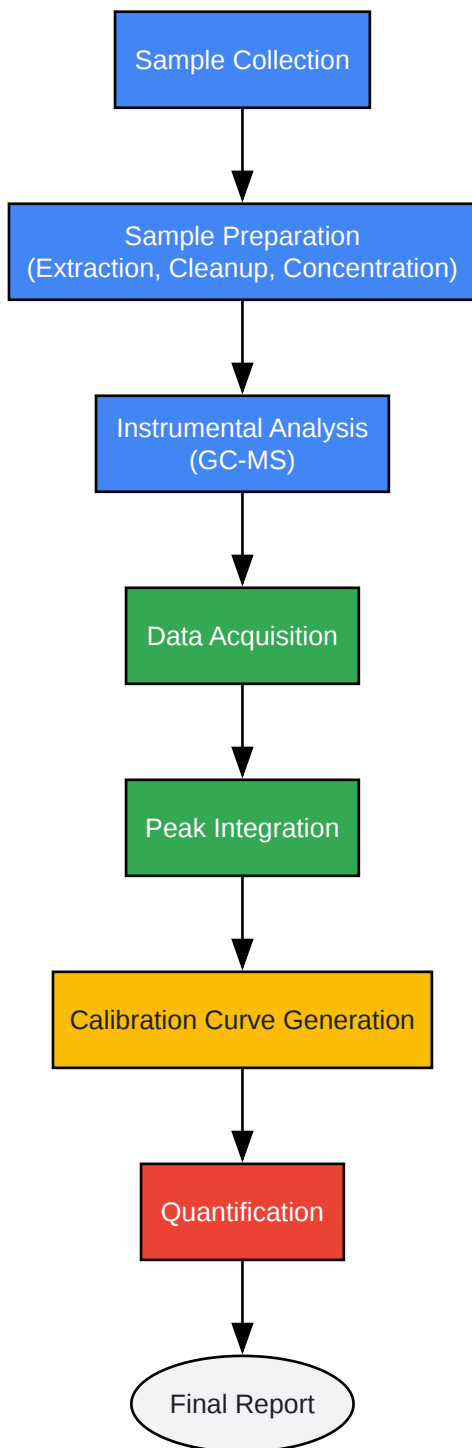 Sample Collection
Sample Preparation
(Extraction, Cleanup, Concentration)
Instrumental Analysis
(GC-MS)
Data Acquisition
Peak Integration
Calibration Curve Generation
Quantification
Final Report